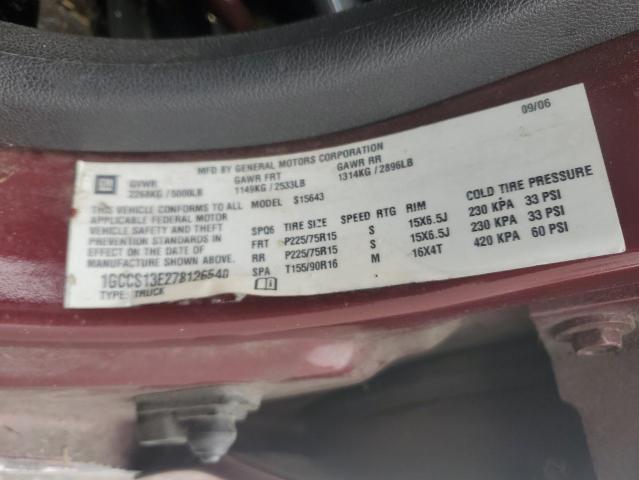 09/06
MFD BY GENERAL MOTORS CORPORATION
GM GVWR GAWR FRT GAWR RR
2268KG / 5000LB 1149KG / 2533LB 1314KG / 2896LB
THIS VEHICLE CONFORMS TO ALL
APPLICABLE FEDERAL MOTOR
VEHICLE SAFETY AND THEFT
PREVENTION STANDARDS IN
EFFECT ON THE DATE OF
MANUFACTURE SHOWN ABOVE.
1GCCS13E278126540
TYPE: TRUCK
MODEL S15643
SPQ6 TIRE SIZE SPEED RTG RIM COLD TIRE PRESSURE
FRT P225/75R15 S 15X6.5J 230 KPA 33 PSI
RR P225/75R15 S 15X6.5J 230 KPA 33 PSI
SPA T155/90R16 M 16X4T 420 KPA 60 PSI